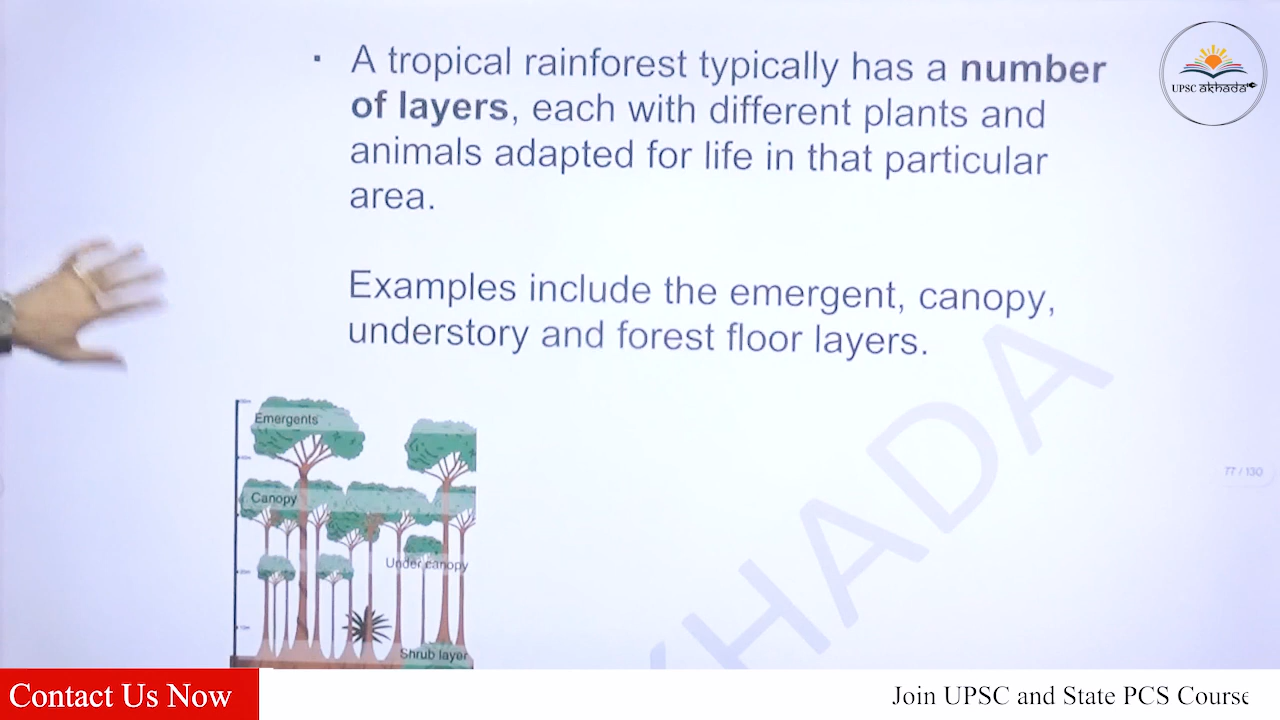 ▪ A tropical rainforest typically has a number
of layers, each with different plants and
animals adapted for life in that particular
area.
Examples include the emergent, canopy,
understory and forest floor layers.
UPSC akhada
77 / 130
Emergents
Canopy
Under canopy
Shrub layer
KHADA
Contact Us Now
Join UPSC and State PCS Course